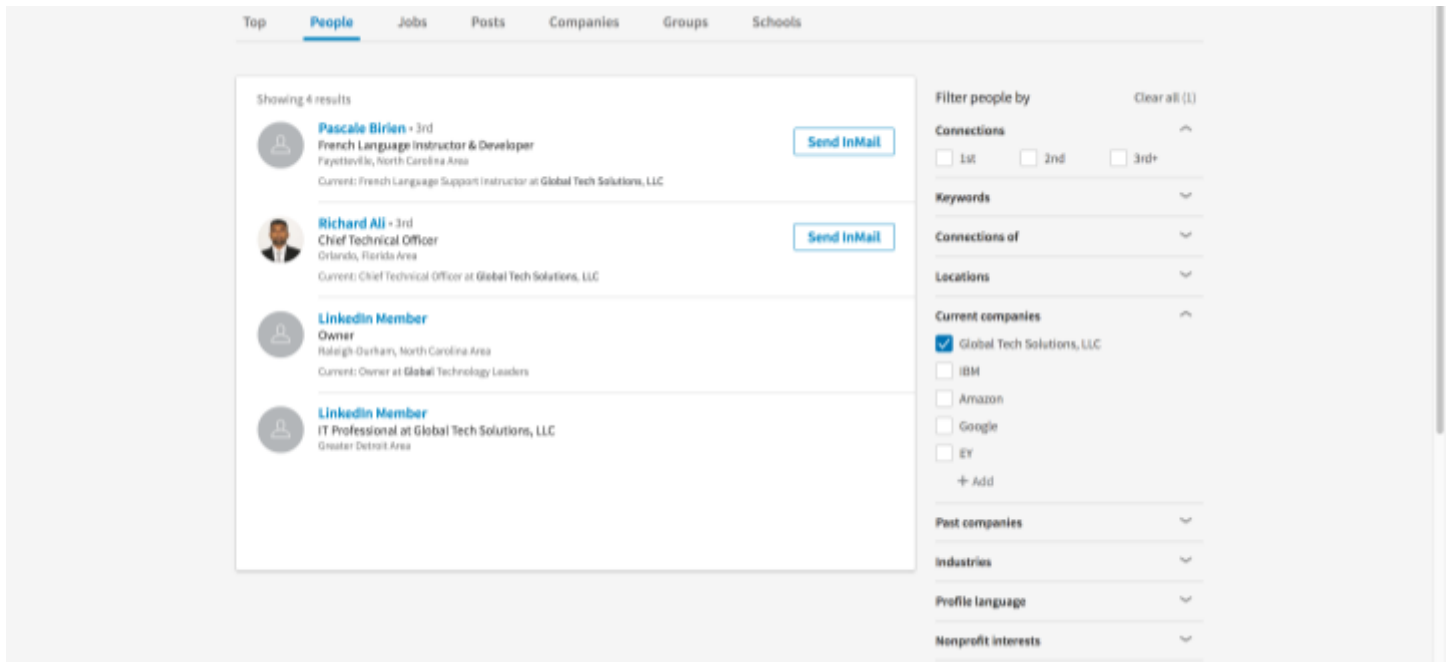 Top People Jobs Posts Companies Groups Schools
Showing 4 results
Pascale Birien • 3rd
French Language Instructor & Developer
Fayetteville, North Carolina Area
Current: French Language Support Instructor at Global Tech Solutions, LLC
Send InMail
Richard Ali • 3rd
Chief Technical Officer
Orlando, Florida Area
Current: Chief Technical Officer at Global Tech Solutions, LLC
Send InMail
LinkedIn Member
Owner
Raleigh-Durham, North Carolina Area
Current: Owner at Global Technology Leaders
LinkedIn Member
IT Professional at Global Tech Solutions, LLC
Greater Detroit Area
Filter people by Clear all (1)
Connections
1st 2nd 3rd+
Keywords
Connections of
Locations
Current companies
Global Tech Solutions, LLC
IBM
Amazon
Google
EY
+ Add
Past companies
Industries
Profile language
Nonprofit interests